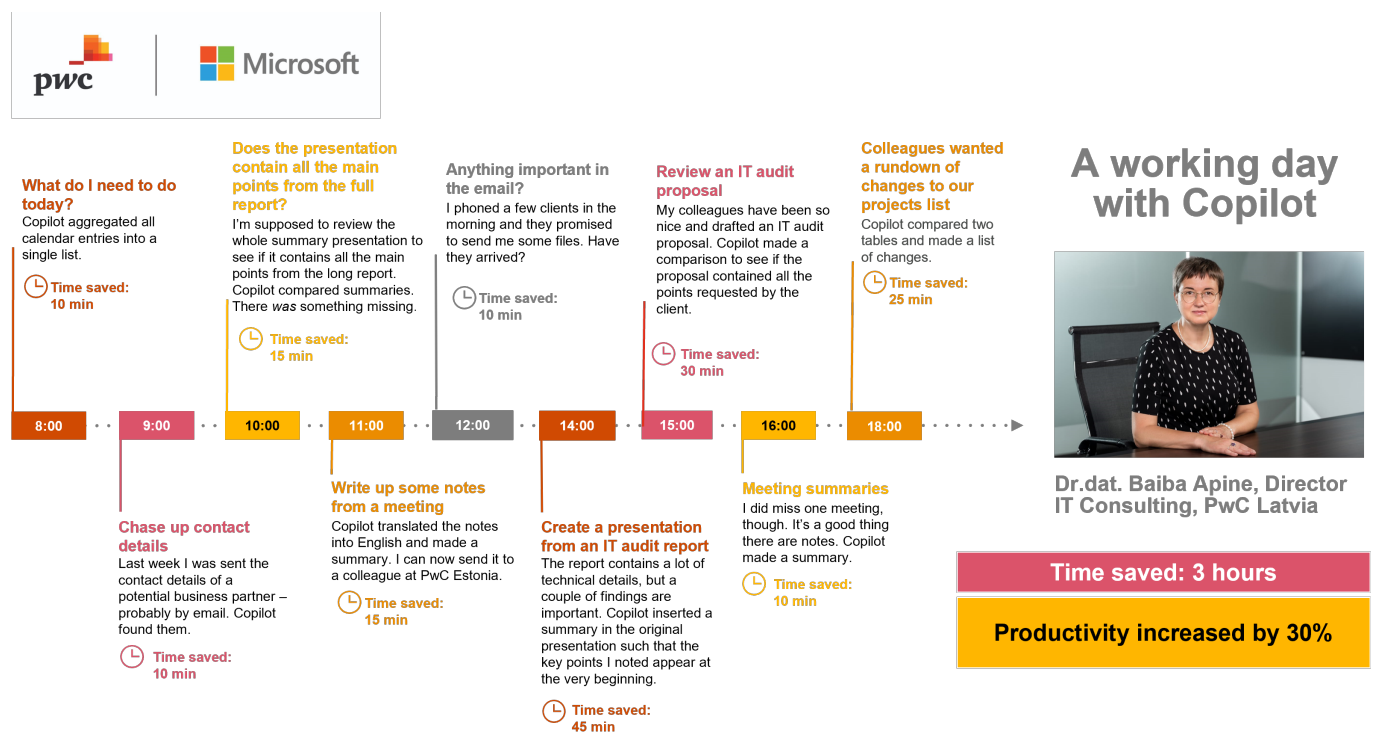 pwc
Microsoft
A working day
with Copilot
What do I need to do
today?
Copilot aggregated all
calendar entries into a
single list.
Time saved:
10 min
8:00
9:00
Chase up contact
details
Last week I was sent the
contact details of a
potential business partner –
probably by email. Copilot
found them.
Time saved:
10 min
Does the presentation
contain all the main
points from the full
report?
I'm supposed to review the
whole summary presentation to
see if it contains all the main
points from the long report.
Copilot compared summaries.
There was something missing.
Time saved:
15 min
10:00
11:00
Write up some notes
from a meeting
Copilot translated the notes
into English and made a
summary. I can now send it to
a colleague at PwC Estonia.
Time saved:
15 min
Anything important in
the email?
I phoned a few clients in the
morning and they promised
to send me some files. Have
they arrived?
Time saved:
10 min
12:00
14:00
Create a presentation
from an IT audit report
The report contains a lot of
technical details, but a
couple of findings are
important. Copilot inserted a
summary in the original
presentation such that the
key points I noted appear at
the very beginning.
Time saved:
45 min
Review an IT audit
proposal
My colleagues have been so
nice and drafted an IT audit
proposal. Copilot made a
comparison to see if the
proposal contained all the
points requested by the
client.
Time saved:
30 min
15:00
16:00
Meeting summaries
I did miss one meeting,
though. It's a good thing
there are notes. Copilot
made a summary.
Time saved:
10 min
Colleagues wanted
a rundown of
changes to our
projects list
Copilot compared two
tables and made a list
of changes.
Time saved:
25 min
18:00
Dr.dat. Baiba Apine, Director
IT Consulting, PwC Latvia
Time saved: 3 hours
Productivity increased by 30%